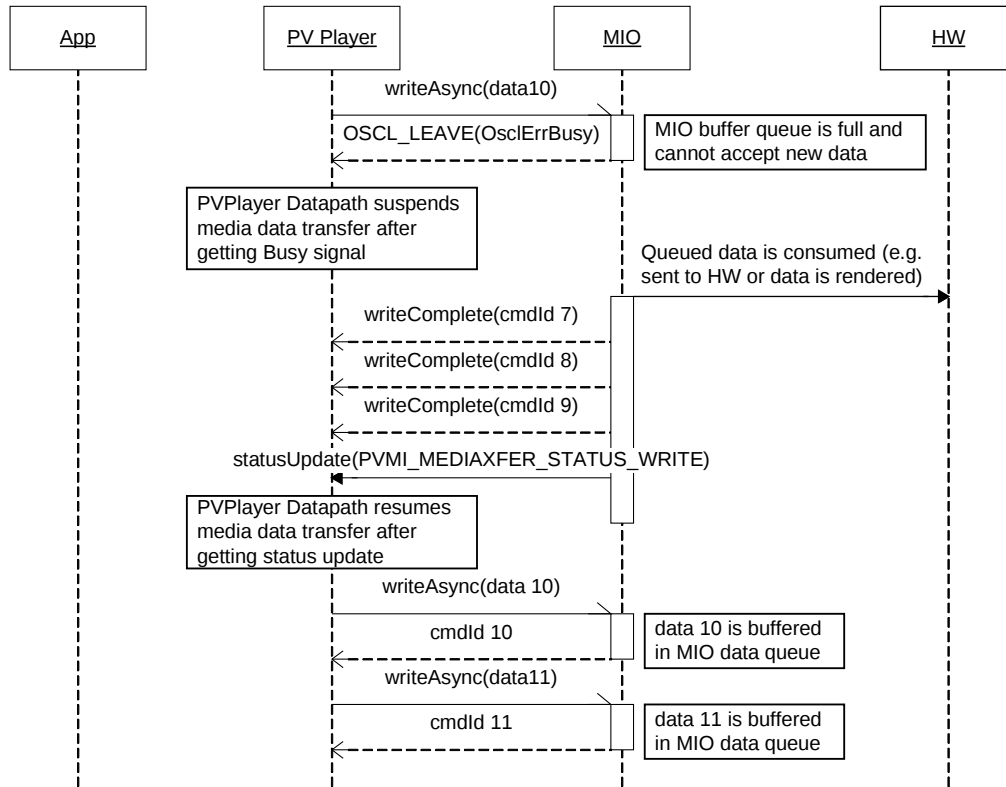 App
PV Player
MIO
HW
writeAsync(data10)
OSCL_LEAVE(OsclErrBusy)
MIO buffer queue is full and
cannot accept new data
PVPlayer Datapath suspends
media data transfer after
getting Busy signal
Queued data is consumed (e.g.
sent to HW or data is rendered)
writeComplete(cmdId 7)
writeComplete(cmdId 8)
writeComplete(cmdId 9)
statusUpdate(PVMI_MEDIAXFER_STATUS_WRITE)
PVPlayer Datapath resumes
media data transfer after
getting status update
writeAsync(data 10)
cmdId 10
data 10 is buffered
in MIO data queue
writeAsync(data11)
cmdId 11
data 11 is buffered
in MIO data queue